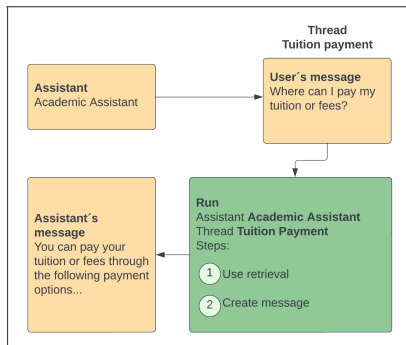 Thread
Tuition payment
Assistant
Academic Assistant
User´s message
Where can I pay my
tuition or fees?
Assistant´s
message
You can pay your
tuition or fees through
the following payment
options...
Run
Assistant Academic Assistant
Thread Tuition Payment
Steps:
1 Use retrieval
2 Create message